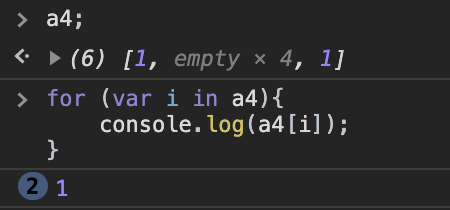 > a4;
<· ▶ (6) [1, empty × 4, 1]
> for (var i in a4){
console.log(a4[i]);
}
2 1